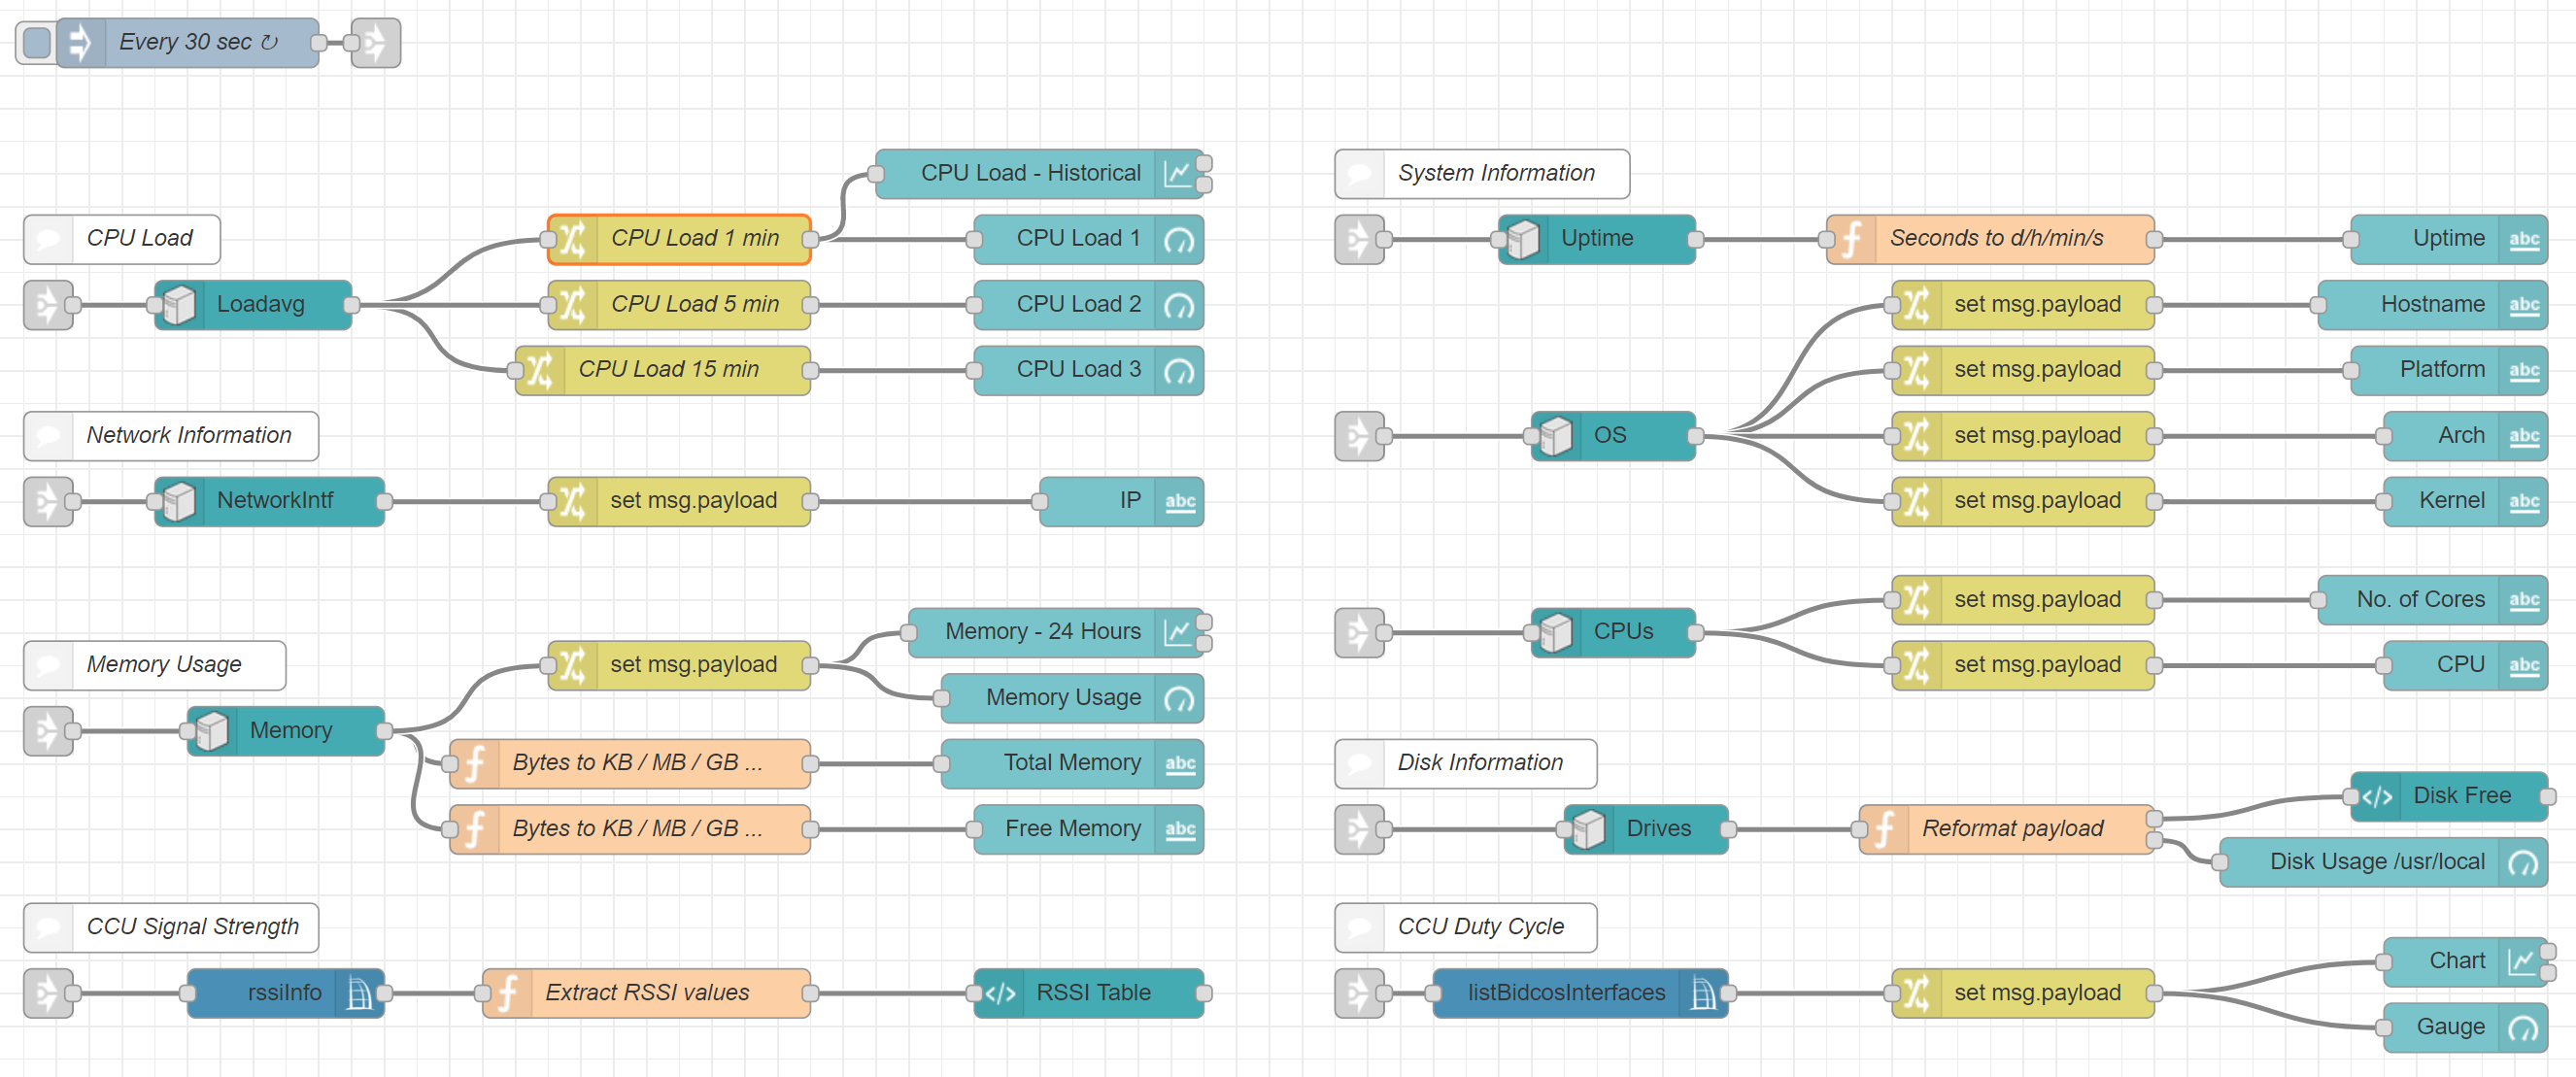 Every 30 sec ↻
CPU Load
Loadavg
CPU Load 1 min
CPU Load 5 min
CPU Load 15 min
CPU Load - Historical
CPU Load 1
CPU Load 2
CPU Load 3
Network Information
NetworkIntf
set msg.payload
IP
abc
Memory Usage
Memory
set msg.payload
Bytes to KB / MB / GB ...
Bytes to KB / MB / GB ...
Memory - 24 Hours
Memory Usage
Total Memory
abc
Free Memory
abc
CCU Signal Strength
rssiInfo
Extract RSSI values
</> RSSI Table
System Information
Uptime
Seconds to d/h/min/s
Uptime
abc
OS
set msg.payload
Hostname
abc
set msg.payload
Platform
abc
set msg.payload
Arch
abc
set msg.payload
Kernel
abc
CPUs
set msg.payload
No. of Cores
abc
set msg.payload
CPU
abc
Disk Information
Drives
Reformat payload
</> Disk Free
Disk Usage /usr/local
CCU Duty Cycle
listBidcosInterfaces
set msg.payload
Chart
Gauge